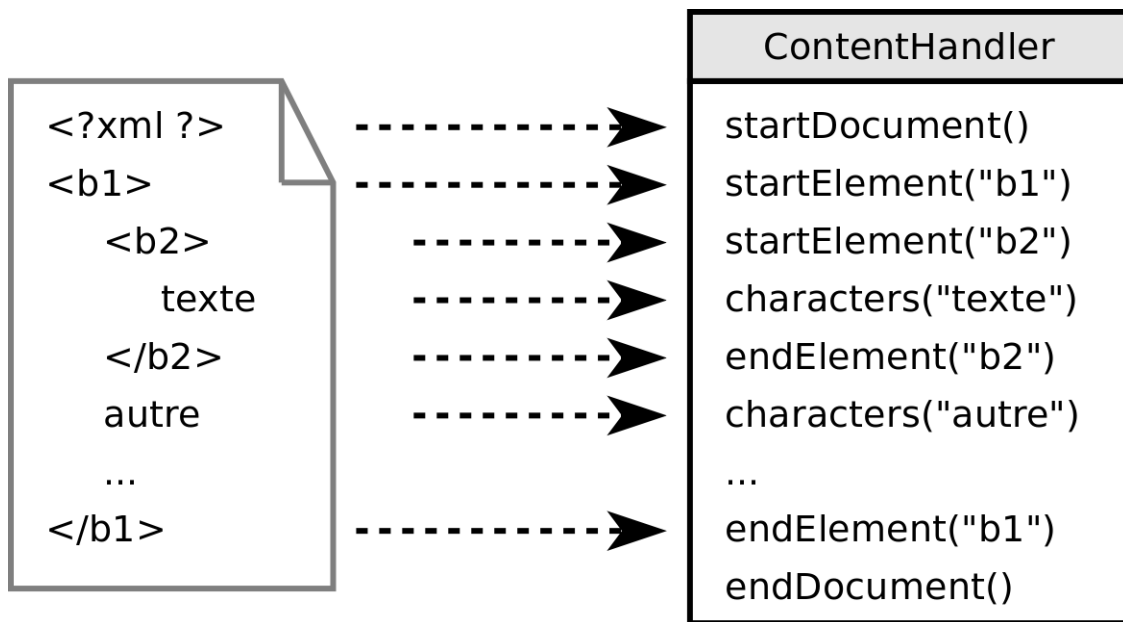 ContentHandler
<?xml ?>
startDocument()
<b1>
startElement("b1")
<b2>
startElement("b2")
texte
characters("texte")
</b2>
endElement("b2")
autre
characters("autre")
...
...
</b1>
endElement("b1")
endDocument()